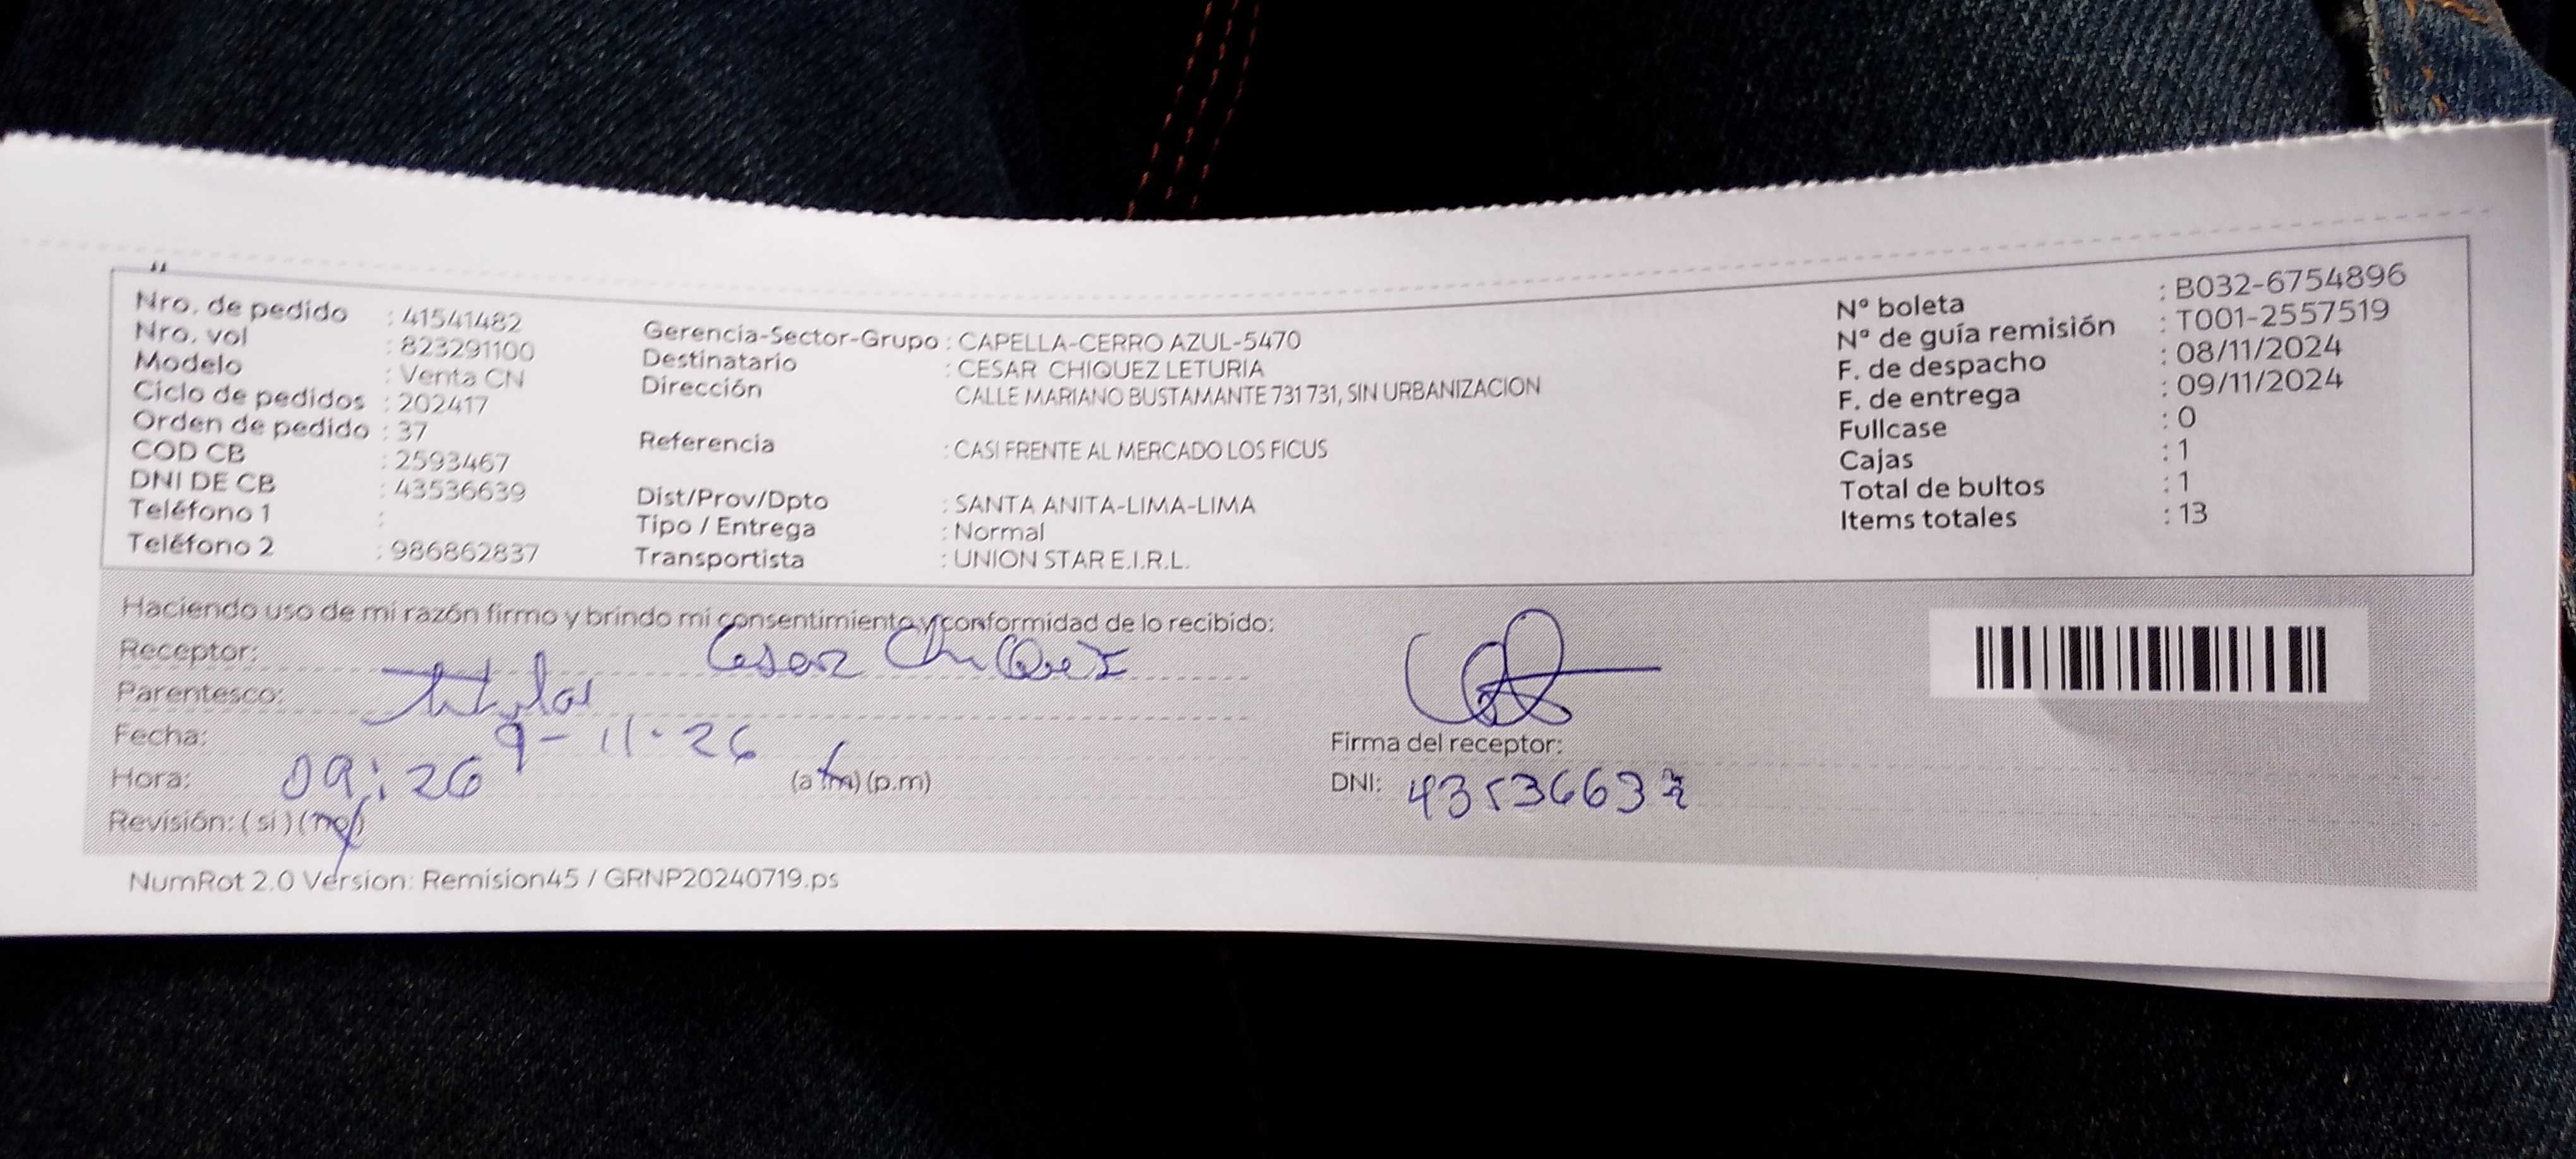 Nro. de pedido : 41541482
Nro. vol : 823291100
Modelo : Venta CN
Ciclo de pedidos : 202417
Orden de pedido : 37
COD CB : 2593467
DNI DE CB : 43536639
Teléfono 1 :
Teléfono 2 : 986862837
Gerencia-Sector-Grupo : CAPELLA-CERRO AZUL-5470
Destinatario : CESAR CHIQUEZ LETURIA
Dirección CALLE MARIANO BUSTAMANTE 731 731, SIN URBANIZACION
Referencia : CASI FRENTE AL MERCADO LOS FICUS
Dist/Prov/Dpto : SANTA ANITA-LIMA-LIMA
Tipo / Entrega : Normal
Transportista : UNION STAR E.I.R.L.
Nº boleta : B032-6754896
Nº de guía remisión : T001-2557519
F. de despacho : 08/11/2024
F. de entrega : 09/11/2024
Fullcase : 0
Cajas : 1
Total de bultos : 1
Items totales : 13
Haciendo uso de mi razón firmo y brindo mi consentimiento y conformidad de lo recibido:
Receptor: Cesar Chiquez
Parentesco: titular
Fecha: 9-11-26
Hora: 09:26 (a.m) (p.m)
Revisión: ( si ) ( no )
Firma del receptor:
DNI: 4353663
NumRot 2.0 Version: Remision45 / GRNP20240719.ps